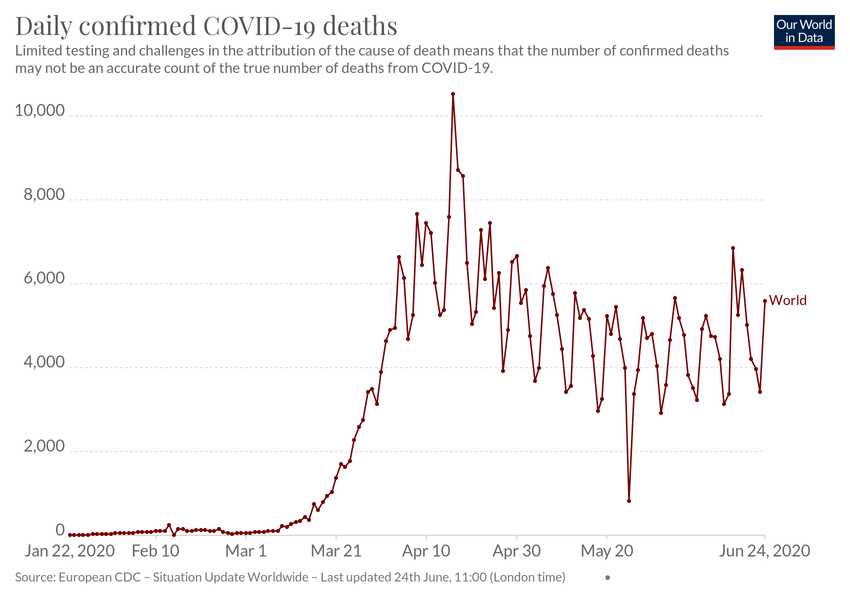 Daily confirmed COVID-19 deaths
Our World
in Data
Limited testing and challenges in the attribution of the cause of death means that the number of confirmed deaths
may not be an accurate count of the true number of deaths from COVID-19.
10,000
8,000
6,000
World
4,000
2,000
0
Jan 22, 2020 Feb 10 Mar 1 Mar 21 Apr 10 Apr 30 May 20 Jun 24, 2020
Source: European CDC – Situation Update Worldwide – Last updated 24th June, 11:00 (London time) •